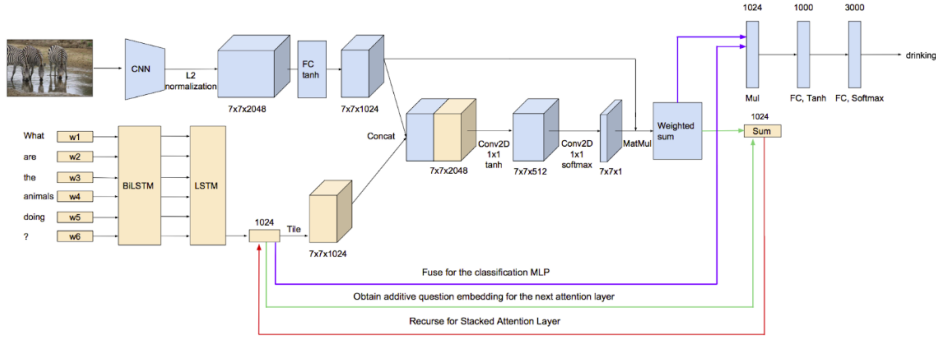 1024
1000
3000
CNN
L2
normalization
7x7x2048
FC
tanh
7x7x1024
Mul
FC, Tanh
FC, Softmax
drinking
Concat
7x7x2048
Conv2D
1x1
tanh
7x7x512
Conv2D
1x1
softmax
7x7x1
MatMul
Weighted
sum
1024
Sum
What
w1
are
w2
the
w3
animals
w4
doing
w5
?
w6
BiLSTM
LSTM
1024
Tile
7x7x1024
Fuse for the classification MLP
Obtain additive question embedding for the next attention layer
Recurse for Stacked Attention Layer